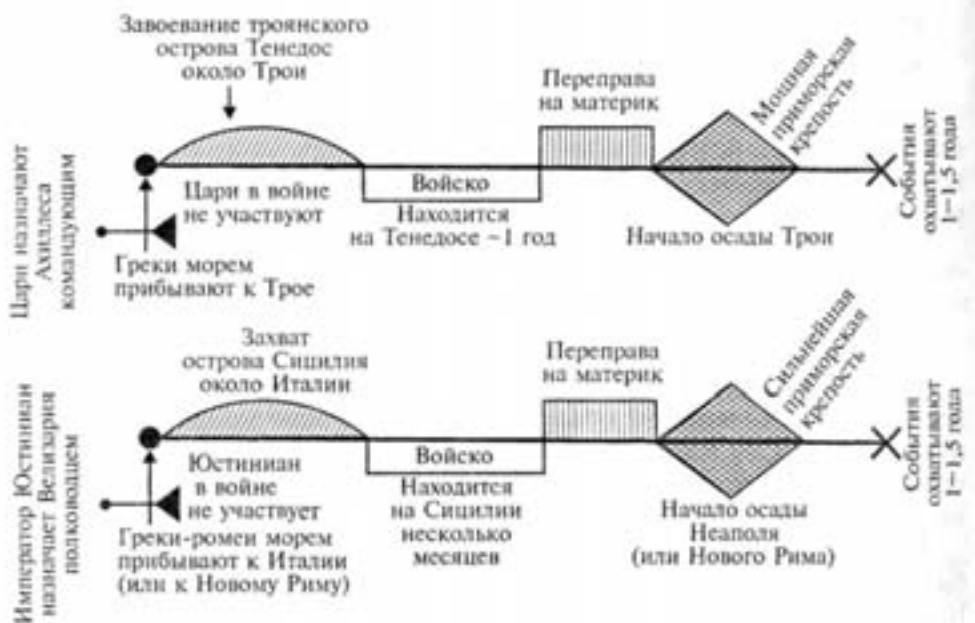 Завоевание троянского
острова Тенедос
около Трои
Переправа
на материк
Мощная
приморская
крепость
Цари назначают
Ахиллеса
командующим
Цари в войне
не участвуют
Войско
Находится
на Тенедосе ~1 год
Начало осады Трои
События
охватывают
1–1,5 года
Греки морем
прибывают к Трое
Захват
острова Сицилия
около Италии
Переправа
на материк
Сильнейшая
приморская
крепость
Император Юстиниан
назначает Велизария
полководцем
Юстиниан
в войне
не участвует
Войско
Находится
на Сицилии
несколько
месяцев
Начало осады
Неаполя
(или Нового Рима)
События
охватывают
1–1,5 года
Греки-ромеи морем
прибывают к Италии
(или к Новому Риму)